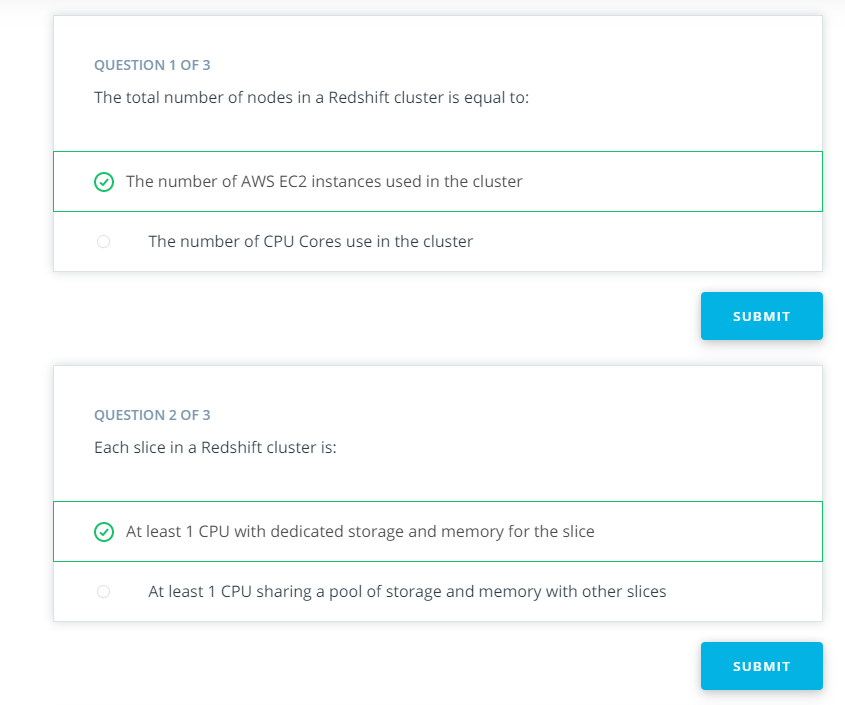 QUESTION 1 OF 3
The total number of nodes in a Redshift cluster is equal to:
The number of AWS EC2 instances used in the cluster
The number of CPU Cores use in the cluster
SUBMIT
QUESTION 2 OF 3
Each slice in a Redshift cluster is:
At least 1 CPU with dedicated storage and memory for the slice
At least 1 CPU sharing a pool of storage and memory with other slices
SUBMIT